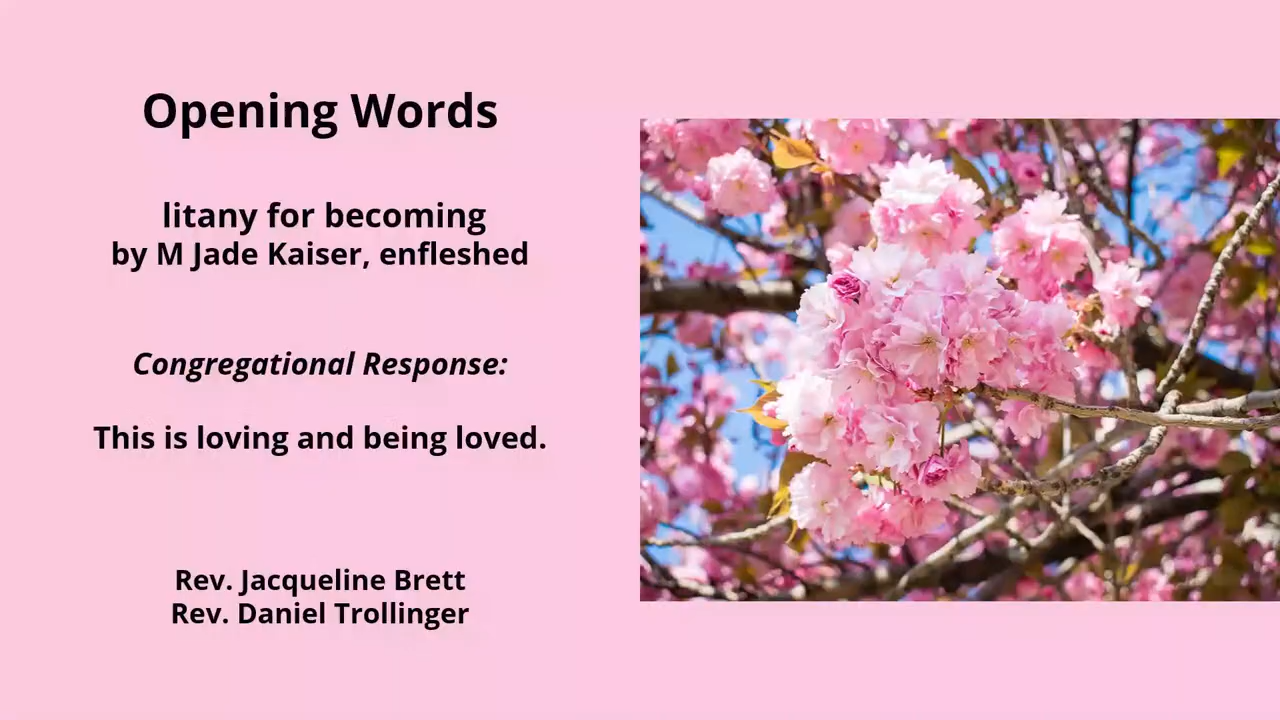 Opening Words
litany for becoming
by M Jade Kaiser, enfleshed
Congregational Response:
This is loving and being loved.
Rev. Jacqueline Brett
Rev. Daniel Trollinger